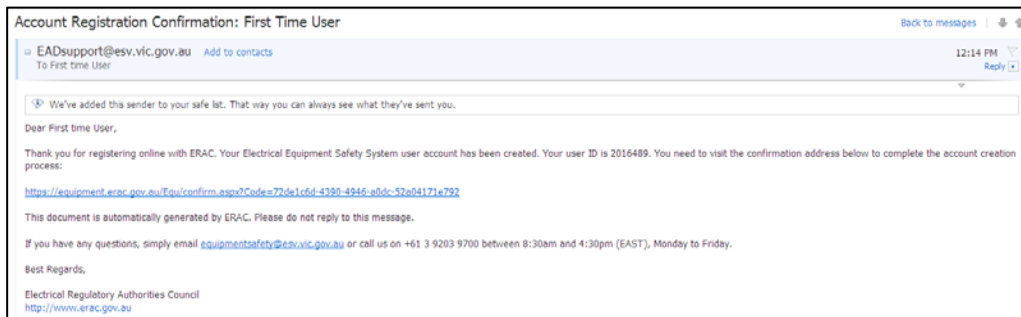 Account Registration Confirmation: First Time User
Back to messages
EADsupport@esv.vic.gov.au Add to contacts
12:14 PM
To First time User
Reply
We've added this sender to your safe list. That way you can always see what they've sent you.
Dear First time User,
Thank you for registering online with ERAC. Your Electrical Equipment Safety System user account has been created. Your user ID is 2016489. You need to visit the confirmation address below to complete the account creation
process:
https://equipment.erac.gov.au/Equ/confirm.aspx?Code=72de1c6d-4390-4946-a0dc-52a04171e792
This document is automatically generated by ERAC. Please do not reply to this message.
If you have any questions, simply email equipmentsafety@esv.vic.gov.au or call us on +61 3 9203 9700 between 8:30am and 4:30pm (EAST), Monday to Friday.
Best Regards,
Electrical Regulatory Authorities Council
http://www.erac.gov.au